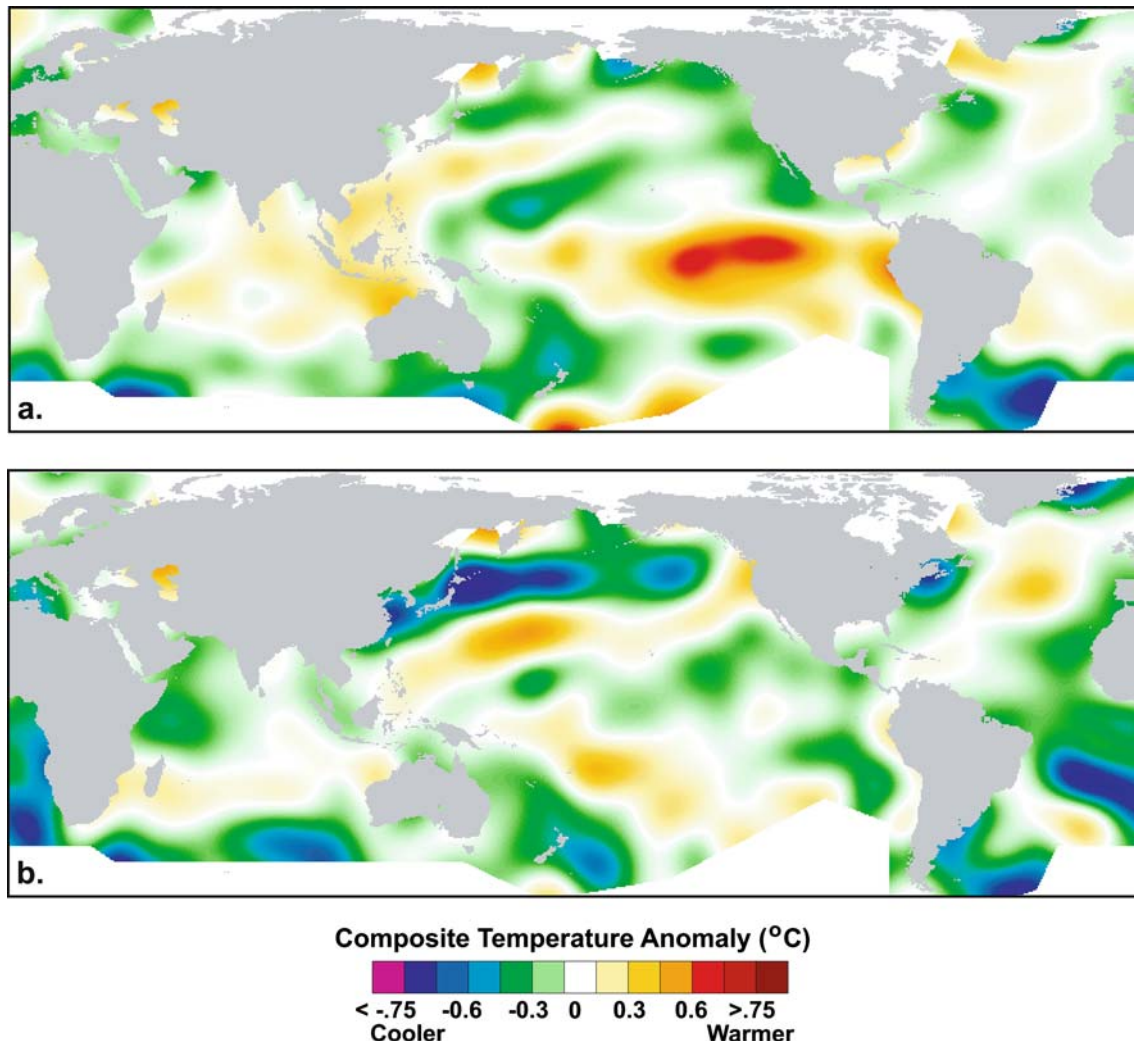 a.
b.
Composite Temperature Anomaly (°C)
< -.75 -0.6 -0.3 0 0.3 0.6 >.75
Cooler Warmer